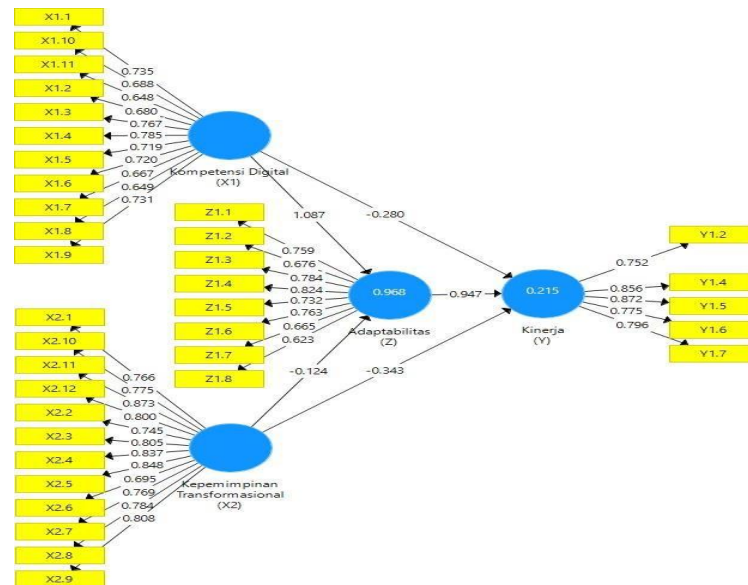 X1.1
X1.10
X1.11
X1.2
X1.3
X1.4
X1.5
X1.6
X1.7
X1.8
X1.9
0.735
0.688
0.648
0.680
0.767
0.785
0.719
0.720
0.667
0.649
0.731
Kompetensi Digital
(X1)
1.087
-0.280
Z1.1
Z1.2
Z1.3
Z1.4
Z1.5
Z1.6
Z1.7
Z1.8
0.759
0.676
0.784
0.824
0.732
0.763
0.665
0.623
0.968
Adaptabilitas
(Z)
0.947
0.215
Kinerja
(Y)
0.752
0.856
0.872
0.775
0.796
Y1.2
Y1.4
Y1.5
Y1.6
Y1.7
X2.1
X2.10
X2.11
X2.12
X2.2
X2.3
X2.4
X2.5
X2.6
X2.7
X2.8
X2.9
0.766
0.775
0.873
0.800
0.745
0.805
0.837
0.848
0.695
0.769
0.784
0.808
-0.124
-0.343
Kepemimpinan
Transformasional
(X2)